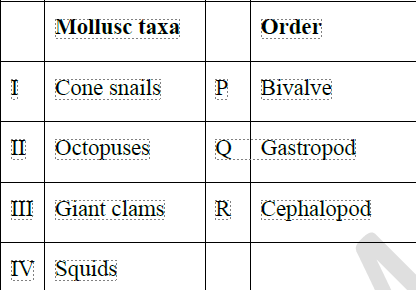 Mollusc taxa Order
I Cone snails P Bivalve
II Octopuses Q Gastropod
III Giant clams R Cephalopod
IV Squids